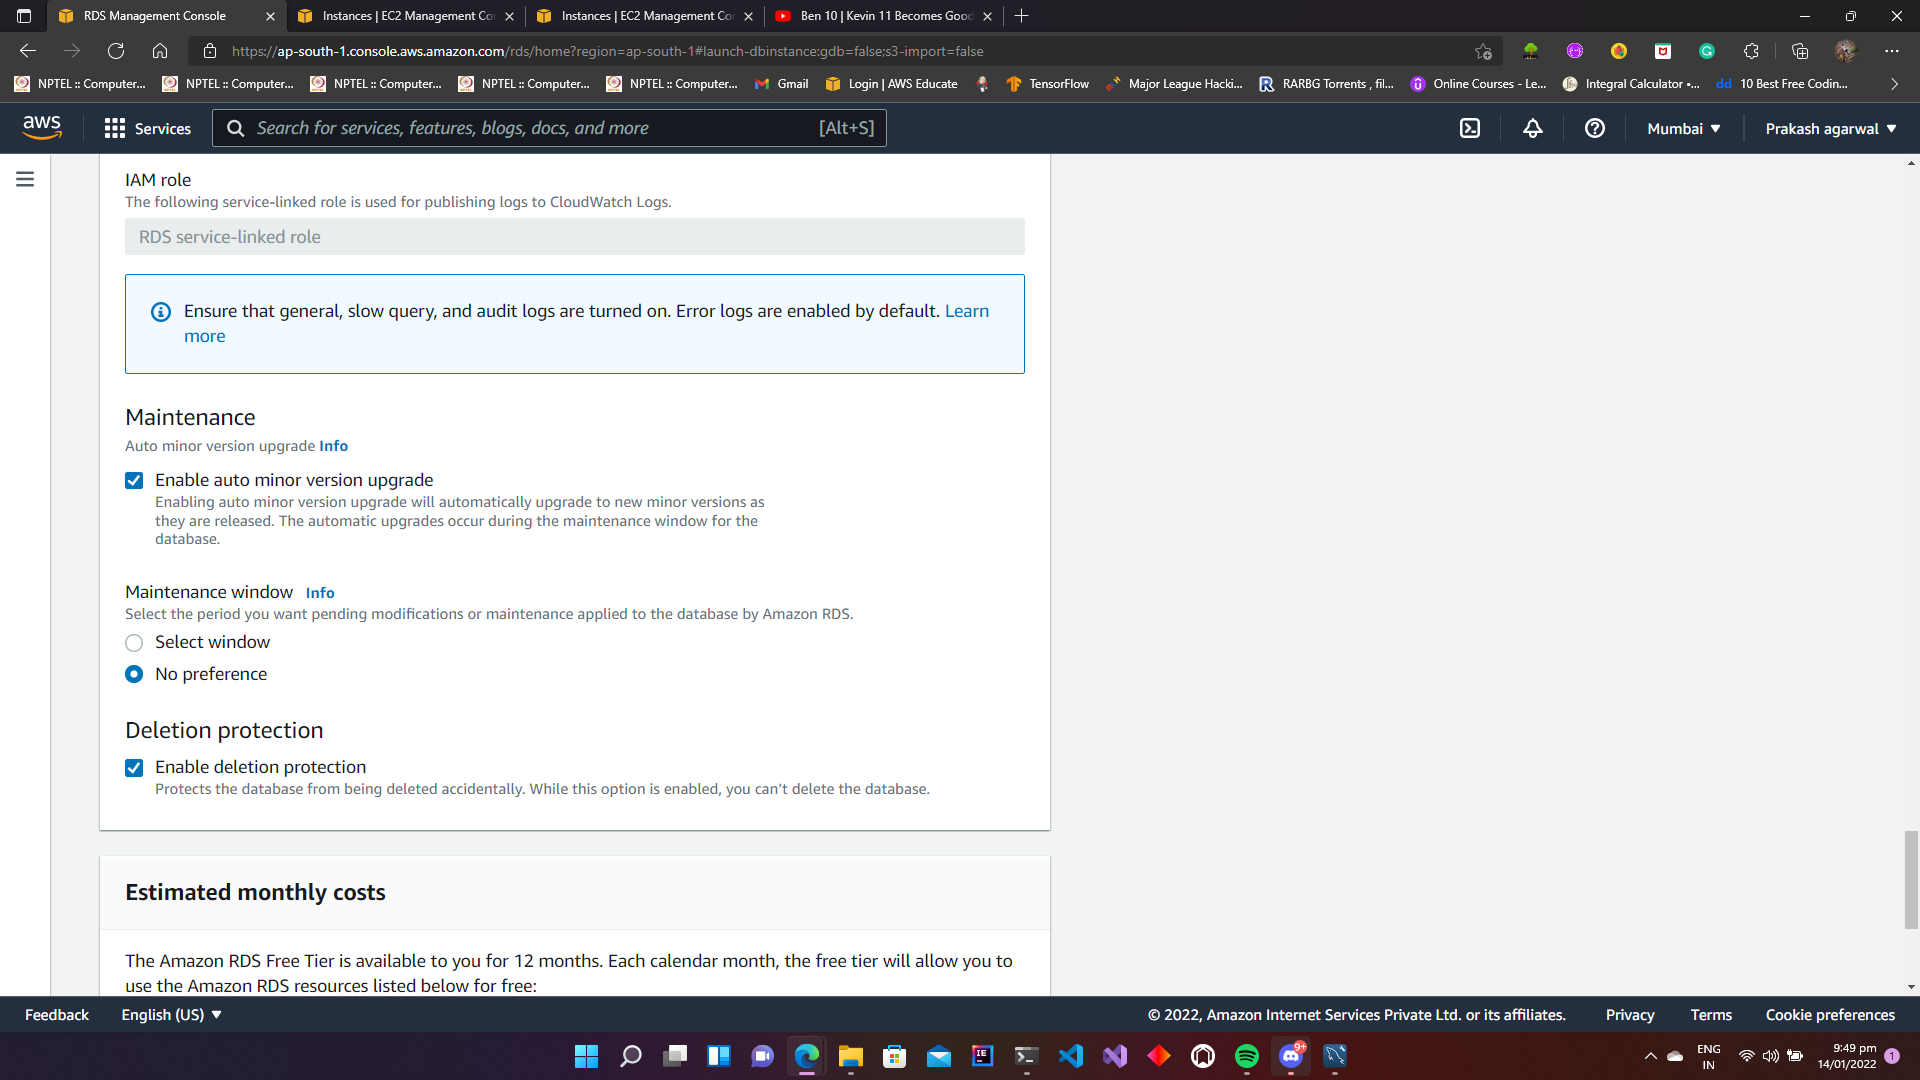 RDS Management Console
Instances | EC2 Management Co
Instances | EC2 Management Co
Ben 10 | Kevin 11 Becomes Good
https://ap-south-1.console.aws.amazon.com/rds/home?region=ap-south-1#launch-dbinstance:gdb=false;s3-import=false
NPTEL :: Computer...
NPTEL :: Computer...
NPTEL :: Computer...
NPTEL :: Computer...
NPTEL :: Computer...
Gmail
Login | AWS Educate
TensorFlow
Major League Hacki...
RARBG Torrents , fil...
Online Courses - Le...
Integral Calculator •...
dd 10 Best Free Codin...
aws
Services
Search for services, features, blogs, docs, and more
[Alt+S]
Mumbai
Prakash agarwal
IAM role
The following service-linked role is used for publishing logs to CloudWatch Logs.
RDS service-linked role
Ensure that general, slow query, and audit logs are turned on. Error logs are enabled by default. Learn
more
Maintenance
Auto minor version upgrade Info
Enable auto minor version upgrade
Enabling auto minor version upgrade will automatically upgrade to new minor versions as
they are released. The automatic upgrades occur during the maintenance window for the
database.
Maintenance window Info
Select the period you want pending modifications or maintenance applied to the database by Amazon RDS.
Select window
No preference
Deletion protection
Enable deletion protection
Protects the database from being deleted accidentally. While this option is enabled, you can't delete the database.
Estimated monthly costs
The Amazon RDS Free Tier is available to you for 12 months. Each calendar month, the free tier will allow you to
use the Amazon RDS resources listed below for free:
Feedback
English (US)
© 2022, Amazon Internet Services Private Ltd. or its affiliates.
Privacy
Terms
Cookie preferences
IE
9+
ENG
IN
9:49 pm
14/01/2022
1